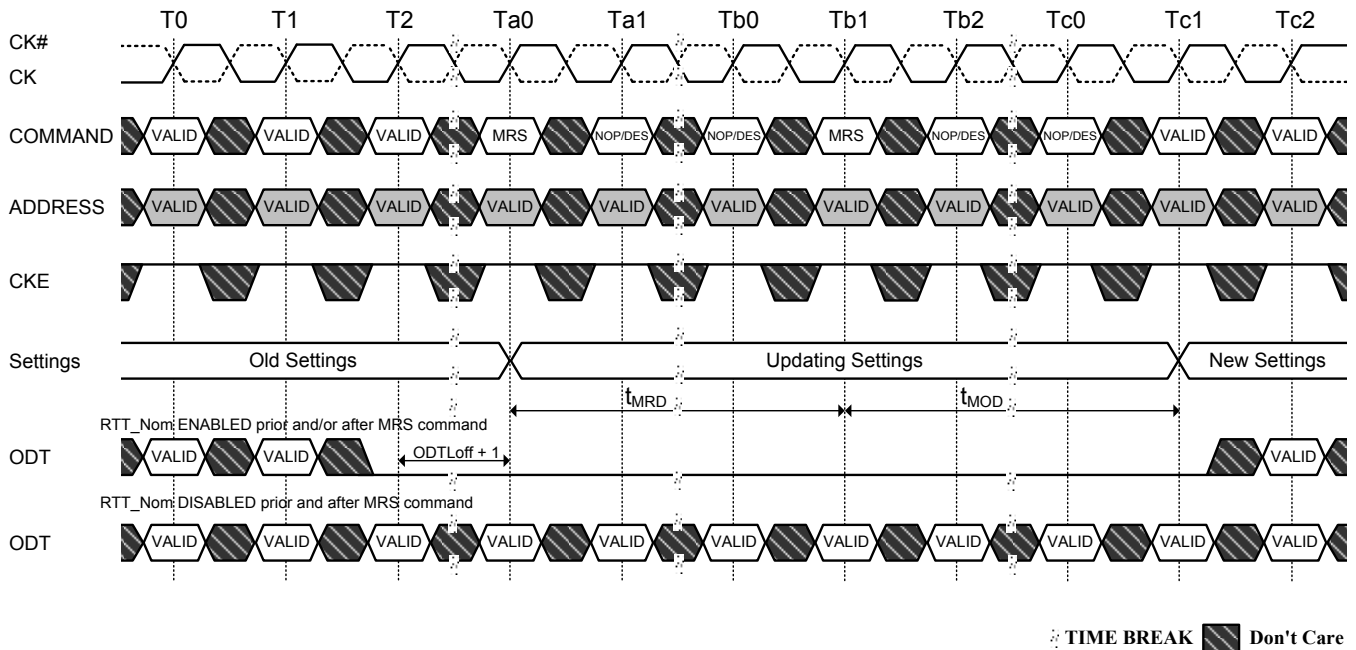 T0 T1 T2 Ta0 Ta1 Tb0 Tb1 Tb2 Tc0 Tc1 Tc2
CK#
CK
COMMAND VALID VALID VALID MRS NOP/DES NOP/DES MRS NOP/DES NOP/DES VALID VALID
ADDRESS VALID VALID VALID VALID VALID VALID VALID VALID VALID VALID VALID
CKE
Settings Old Settings Updating Settings New Settings
tMRD tMOD
RTT_Nom ENABLED prior and/or after MRS command
ODT VALID VALID ODTLoff + 1 VALID
RTT_Nom DISABLED prior and after MRS command
ODT VALID VALID VALID VALID VALID VALID VALID VALID VALID VALID VALID
TIME BREAK Don't Care